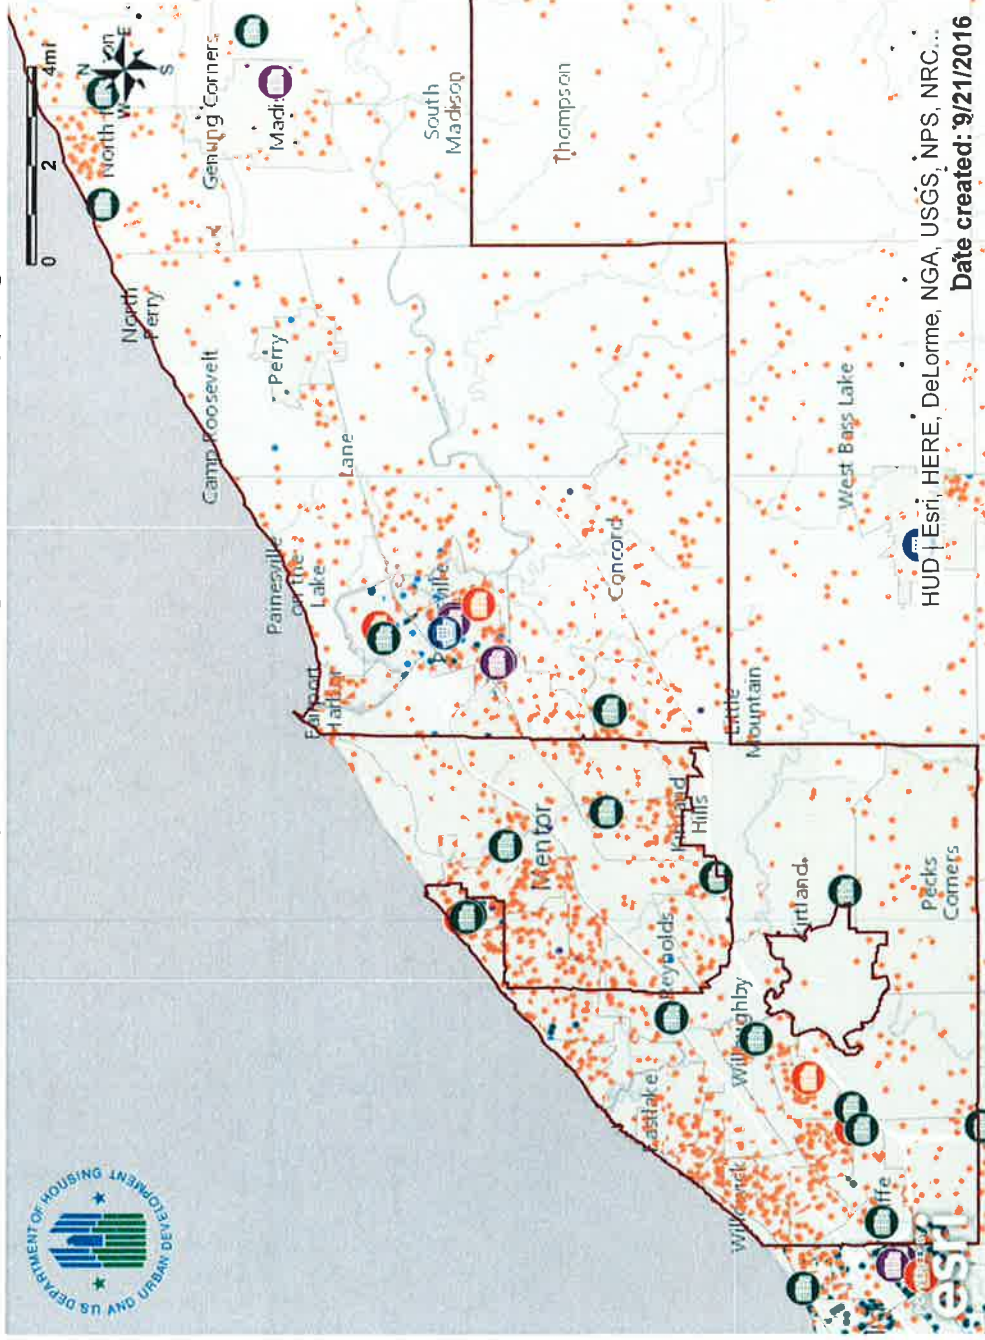 U.S. DEPARTMENT OF HOUSING
AND URBAN DEVELOPMENT
0 2 4mi
N
W E
S
North
Perry
Genung Corners
Camp Roosevelt
Perry
Painesville
on the
Lake
Lane
Fairport
Harbor
South
Madison
Thompson
Mentor
Concord
Eastlake
Reynolds
Kirtland
Hills
Little
Mountain
Willoughby
Willowick
Kirtland
West Bass Lake
Pecks
Corners
esri
HUD | Esri, HERE, DeLorme, NGA, USGS, NPS, NRC...
Date created: 9/21/2016